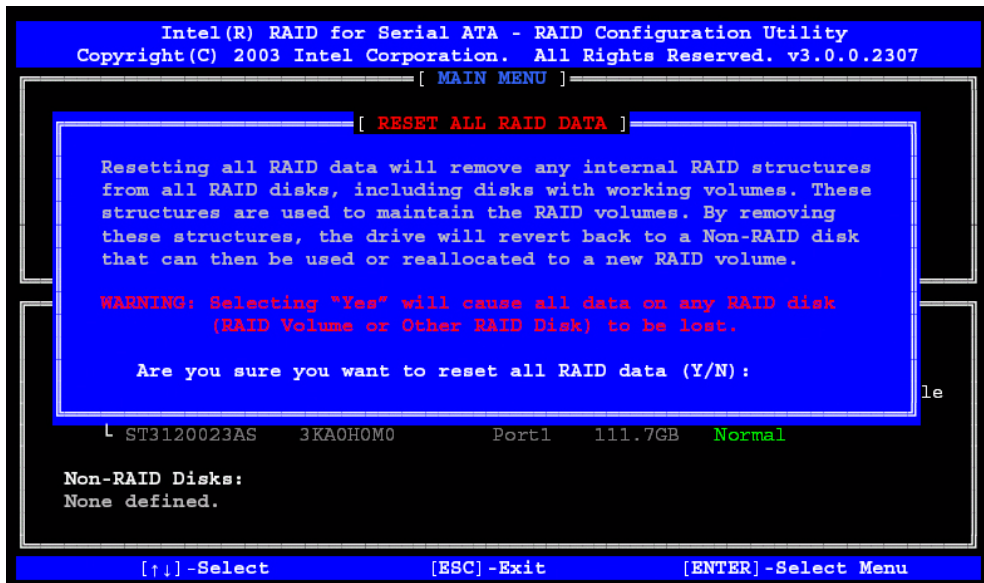 Intel(R) RAID for Serial ATA - RAID Configuration Utility
Copyright(C) 2003 Intel Corporation. All Rights Reserved. v3.0.0.2307
[ MAIN MENU ]
[ RESET ALL RAID DATA ]
Resetting all RAID data will remove any internal RAID structures
from all RAID disks, including disks with working volumes. These
structures are used to maintain the RAID volumes. By removing
these structures, the drive will revert back to a Non-RAID disk
that can then be used or reallocated to a new RAID volume.
WARNING: Selecting "Yes" will cause all data on any RAID disk
(RAID Volume or Other RAID Disk) to be lost.
Are you sure you want to reset all RAID data (Y/N):
le
ST3120023AS 3KA0H0M0 Port1 111.7GB Normal
Non-RAID Disks:
None defined.
[↑↓]-Select [ESC]-Exit [ENTER]-Select Menu